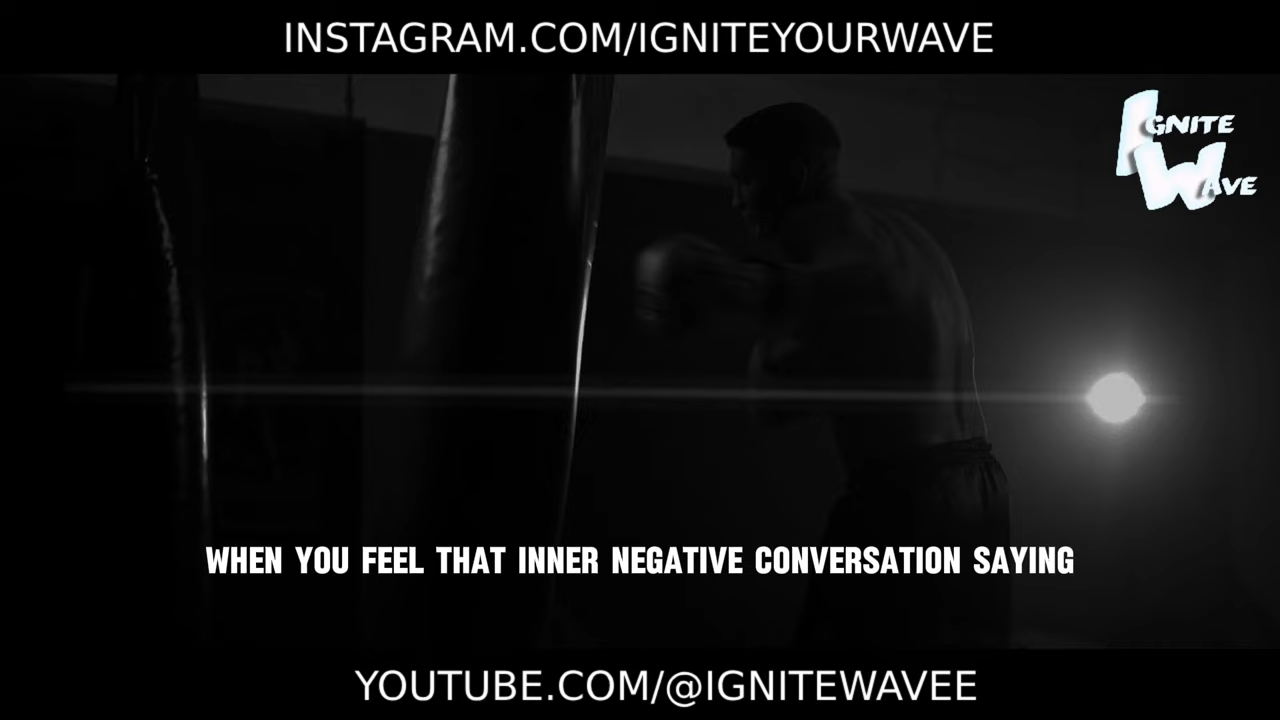 INSTAGRAM.COM/IGNITEYOURWAVE
IGNITE
WAVE
WHEN YOU FEEL THAT INNER NEGATIVE CONVERSATION SAYING
YOUTUBE.COM/@IGNITEWAVEE